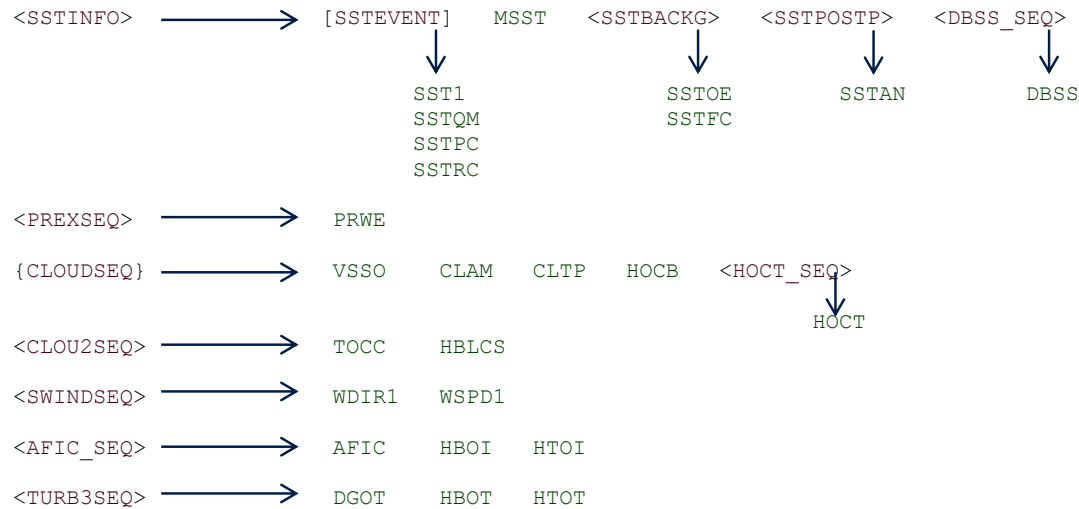 <SSTINFO> [SSTEVENT] MSST <SSTBACKG> <SSTPOSTP> <DBSS_SEQ>
SST1 SSTOE SSTAN DBSS
SSTQM SSTFC
SSTPC
SSTRC
<PREXSEQ> PRWE
{CLOUDSEQ} VSSO CLAM CLTP HOCB <HOCT_SEQ>
HOCT
<CLOU2SEQ> TOCC HBLCS
<SWINDSEQ> WDIR1 WSPD1
<AFIC_SEQ> AFIC HBOI HTOI
<TURB3SEQ> DGOT HBOT HTOT